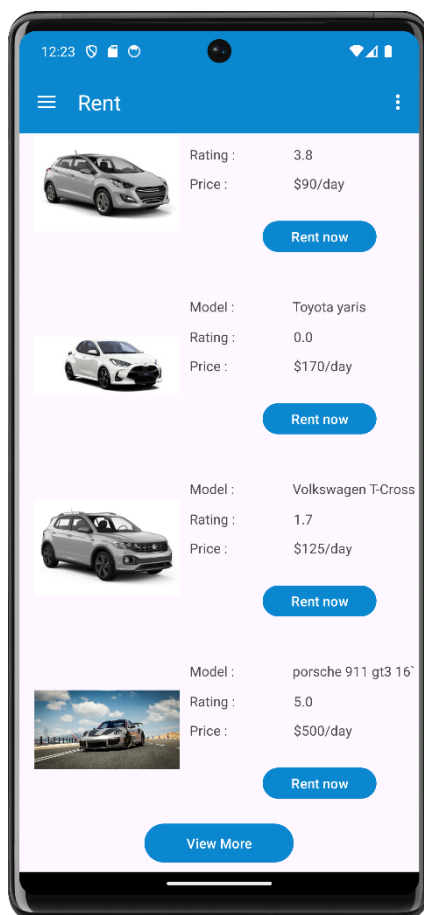 12:23
Rent
Rating : 3.8
Price : $90/day
Rent now
Model : Toyota yaris
Rating : 0.0
Price : $170/day
Rent now
Model : Volkswagen T-Cross
Rating : 1.7
Price : $125/day
Rent now
Model : porsche 911 gt3 16
Rating : 5.0
Price : $500/day
Rent now
View More